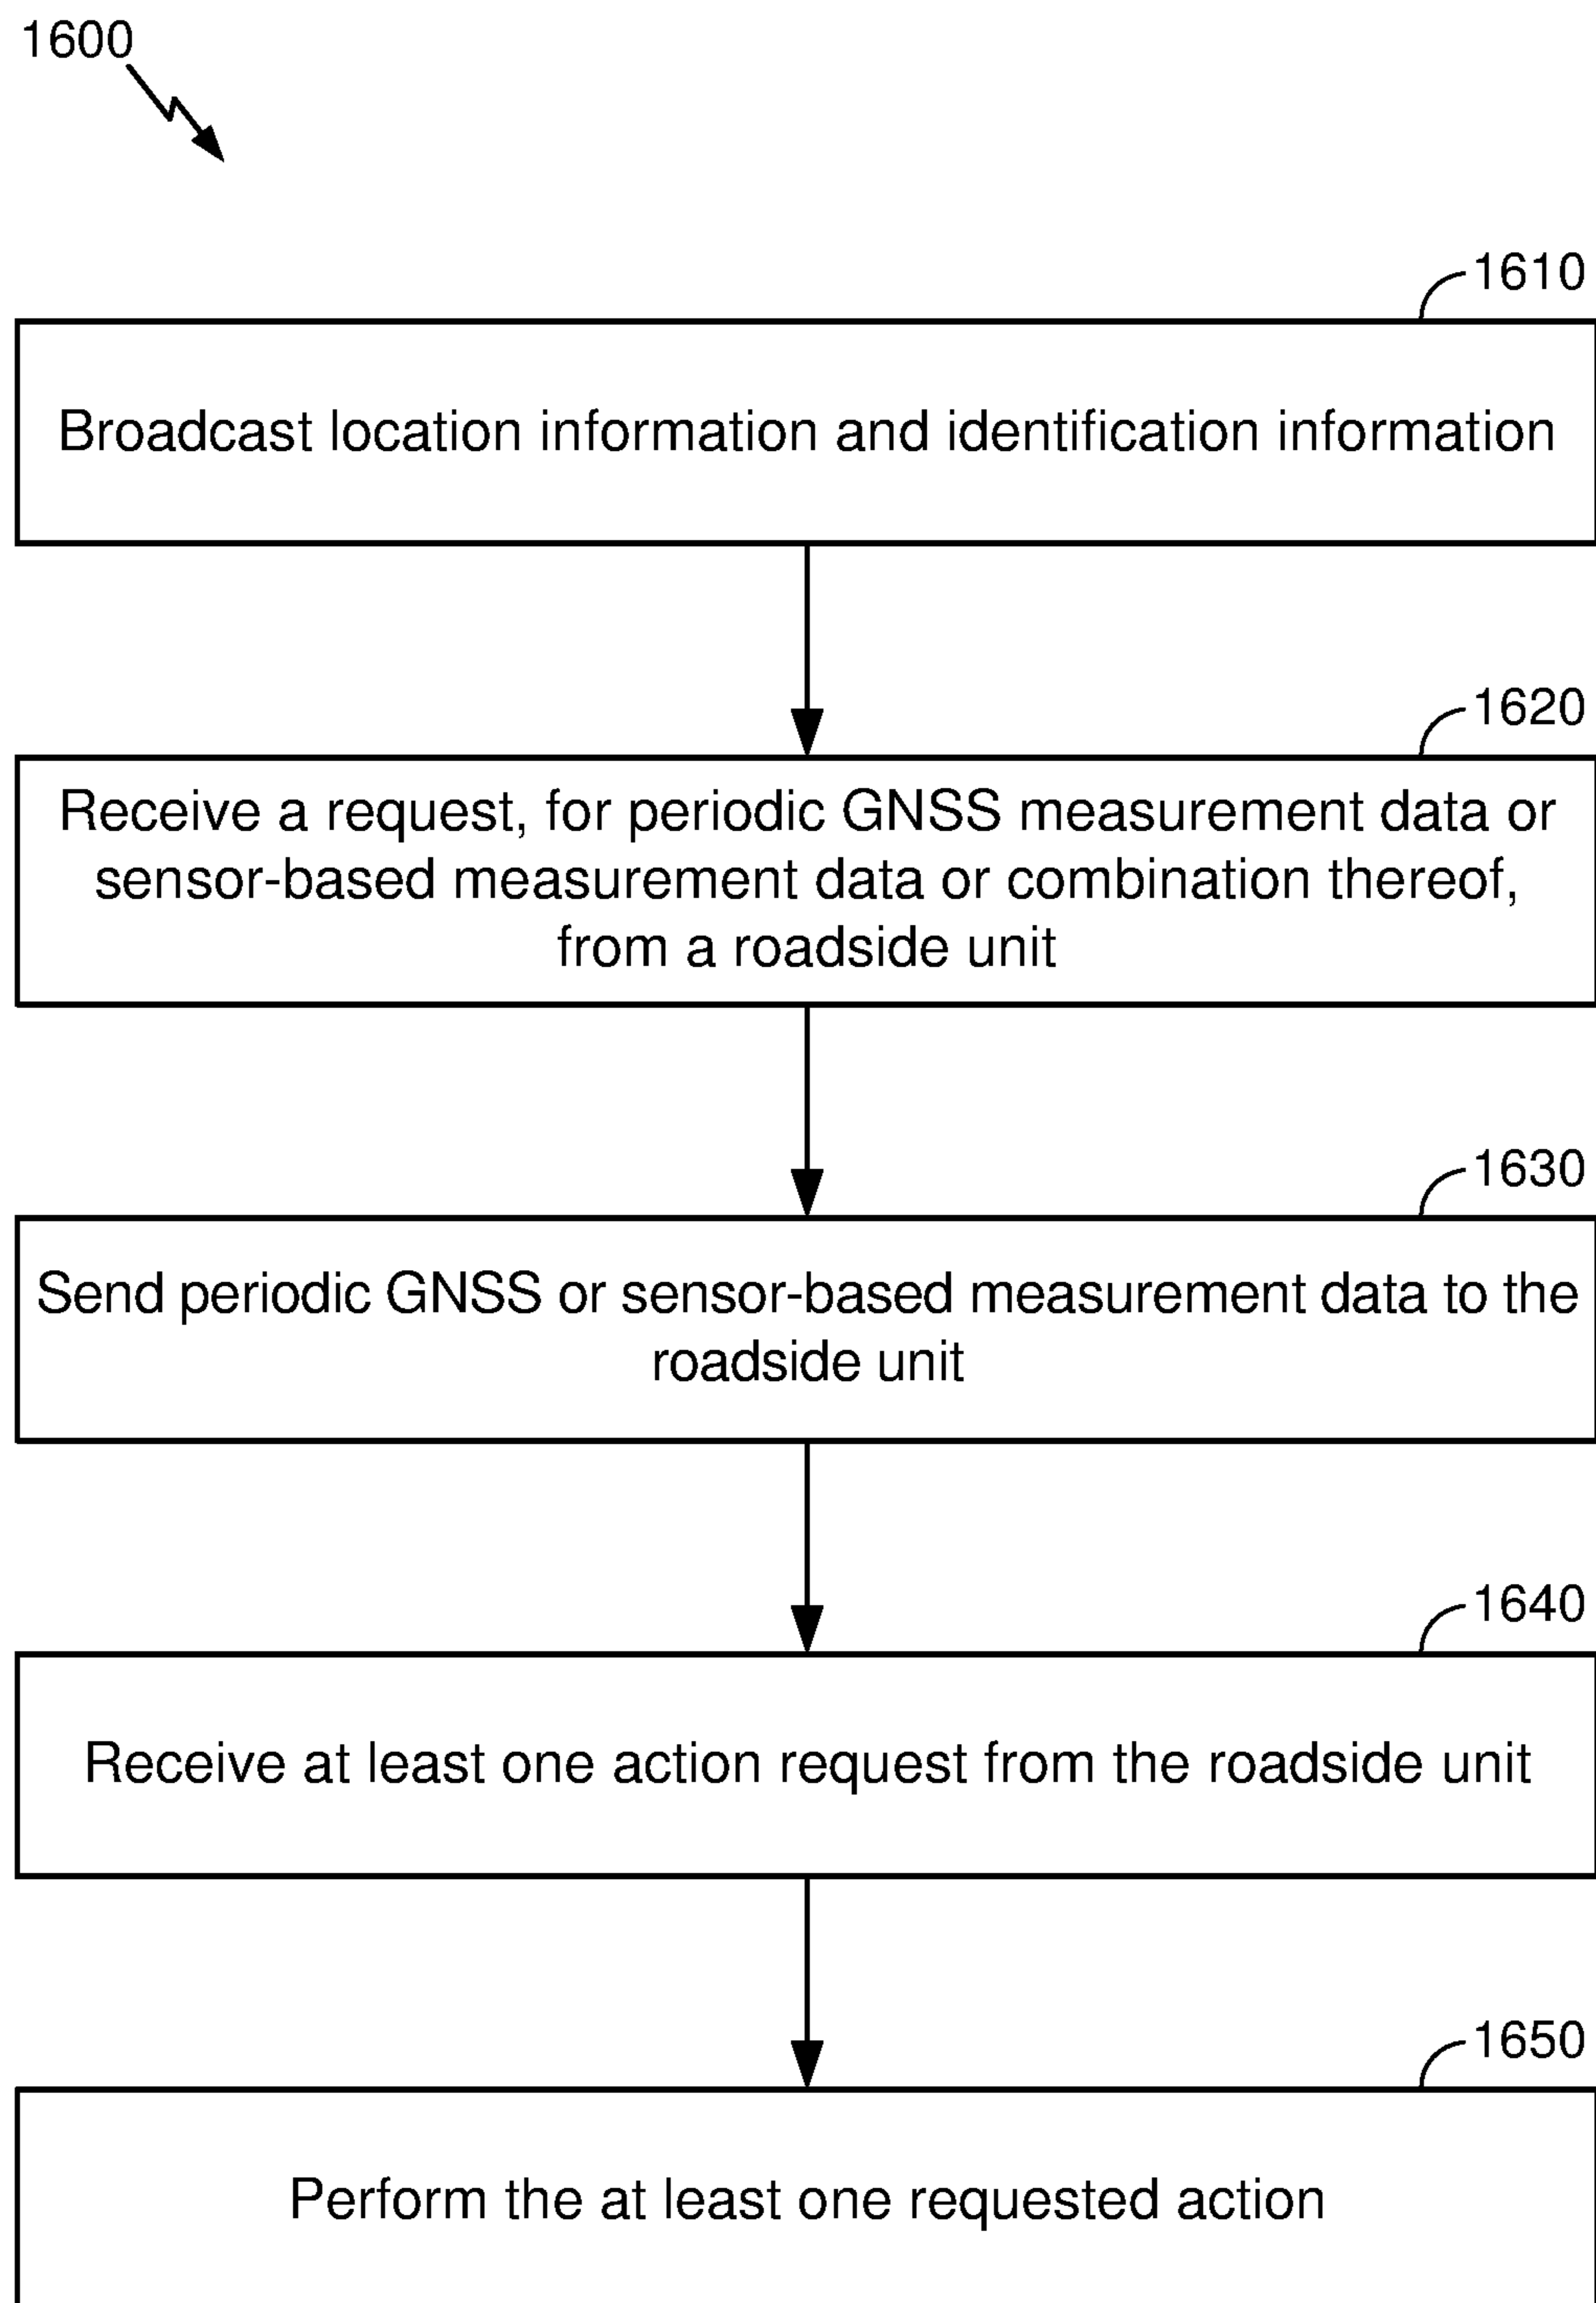 1600
1610
Broadcast location information and identification information
1620
Receive a request, for periodic GNSS measurement data or
sensor-based measurement data or combination thereof,
from a roadside unit
1630
Send periodic GNSS or sensor-based measurement data to the
roadside unit
1640
Receive at least one action request from the roadside unit
1650
Perform the at least one requested action